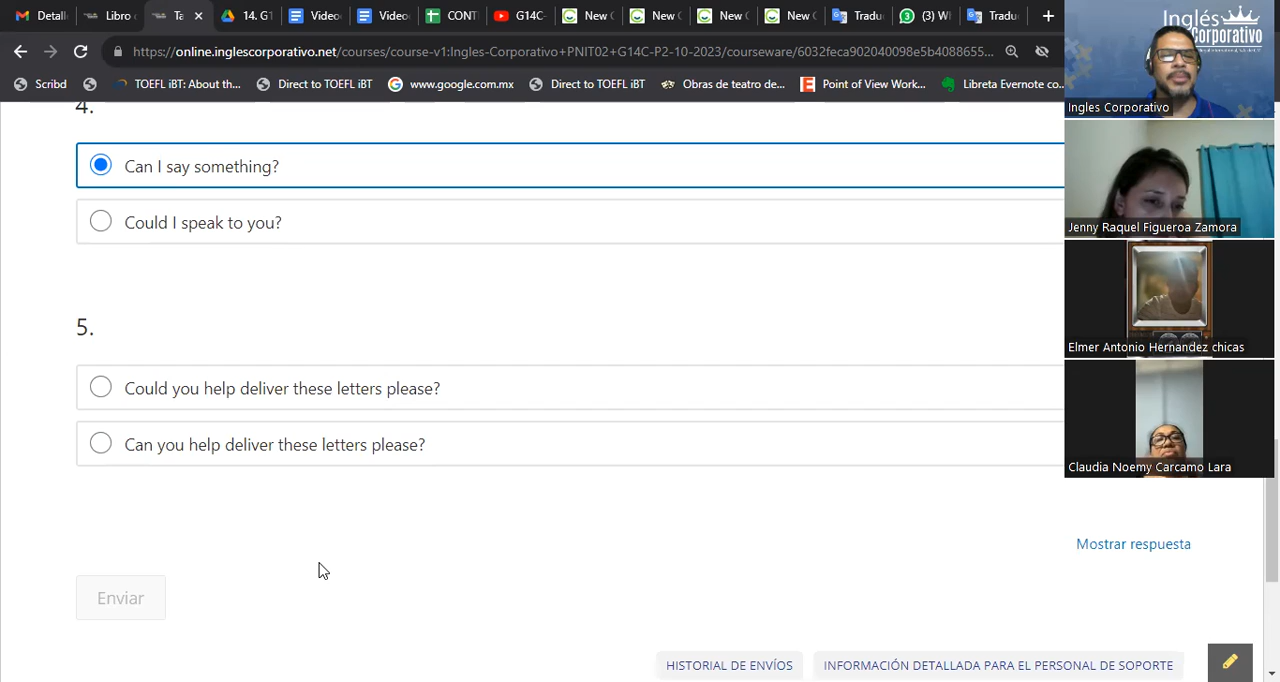 Detall
Libro
Ta
14. G1
Video
Video
CONT
G14C-
New C
New C
New C
New C
Tradu
(3) W
Tradu
https://online.inglescorporativo.net/courses/course-v1:Ingles-Corporativo+PNIT02+G14C-P2-10-2023/courseware/6032feca902040098e5b4088655...
Scribd
TOEFL iBT: About th...
Direct to TOEFL iBT
www.google.com.mx
Direct to TOEFL iBT
Obras de teatro de...
Point of View Work...
Libreta Evernote co...
Inglés
Corporativo
Ingles Corporativo
Jenny Raquel Figueroa Zamora
Elmer Antonio Hernandez chicas
Claudia Noemy Carcamo Lara
4.
Can I say something?
Could I speak to you?
5.
Could you help deliver these letters please?
Can you help deliver these letters please?
Mostrar respuesta
Enviar
HISTORIAL DE ENVÍOS
INFORMACIÓN DETALLADA PARA EL PERSONAL DE SOPORTE